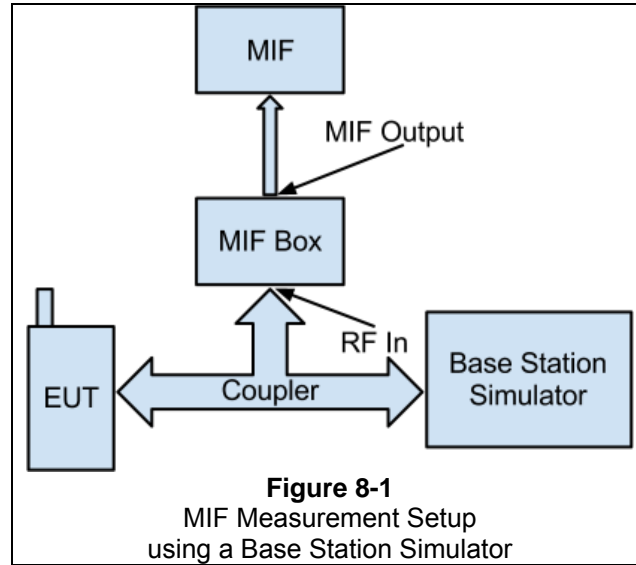 MIF
MIF Output
MIF Box
RF In
EUT
Coupler
Base Station
Simulator
Figure 8-1
MIF Measurement Setup
using a Base Station Simulator